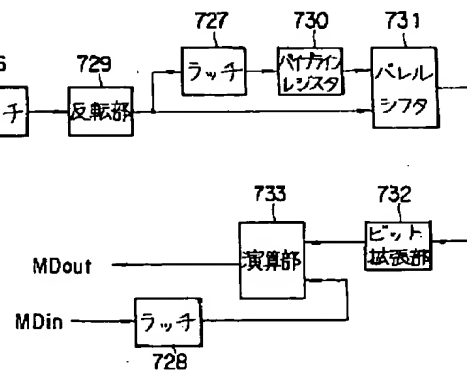 727
730
731
6
729
ラッチ
パイプライン
レジスタ
バレル
シフタ
チ
反転部
733
732
演算部
ビット
拡張部
MDout
MDin
ラッチ
728